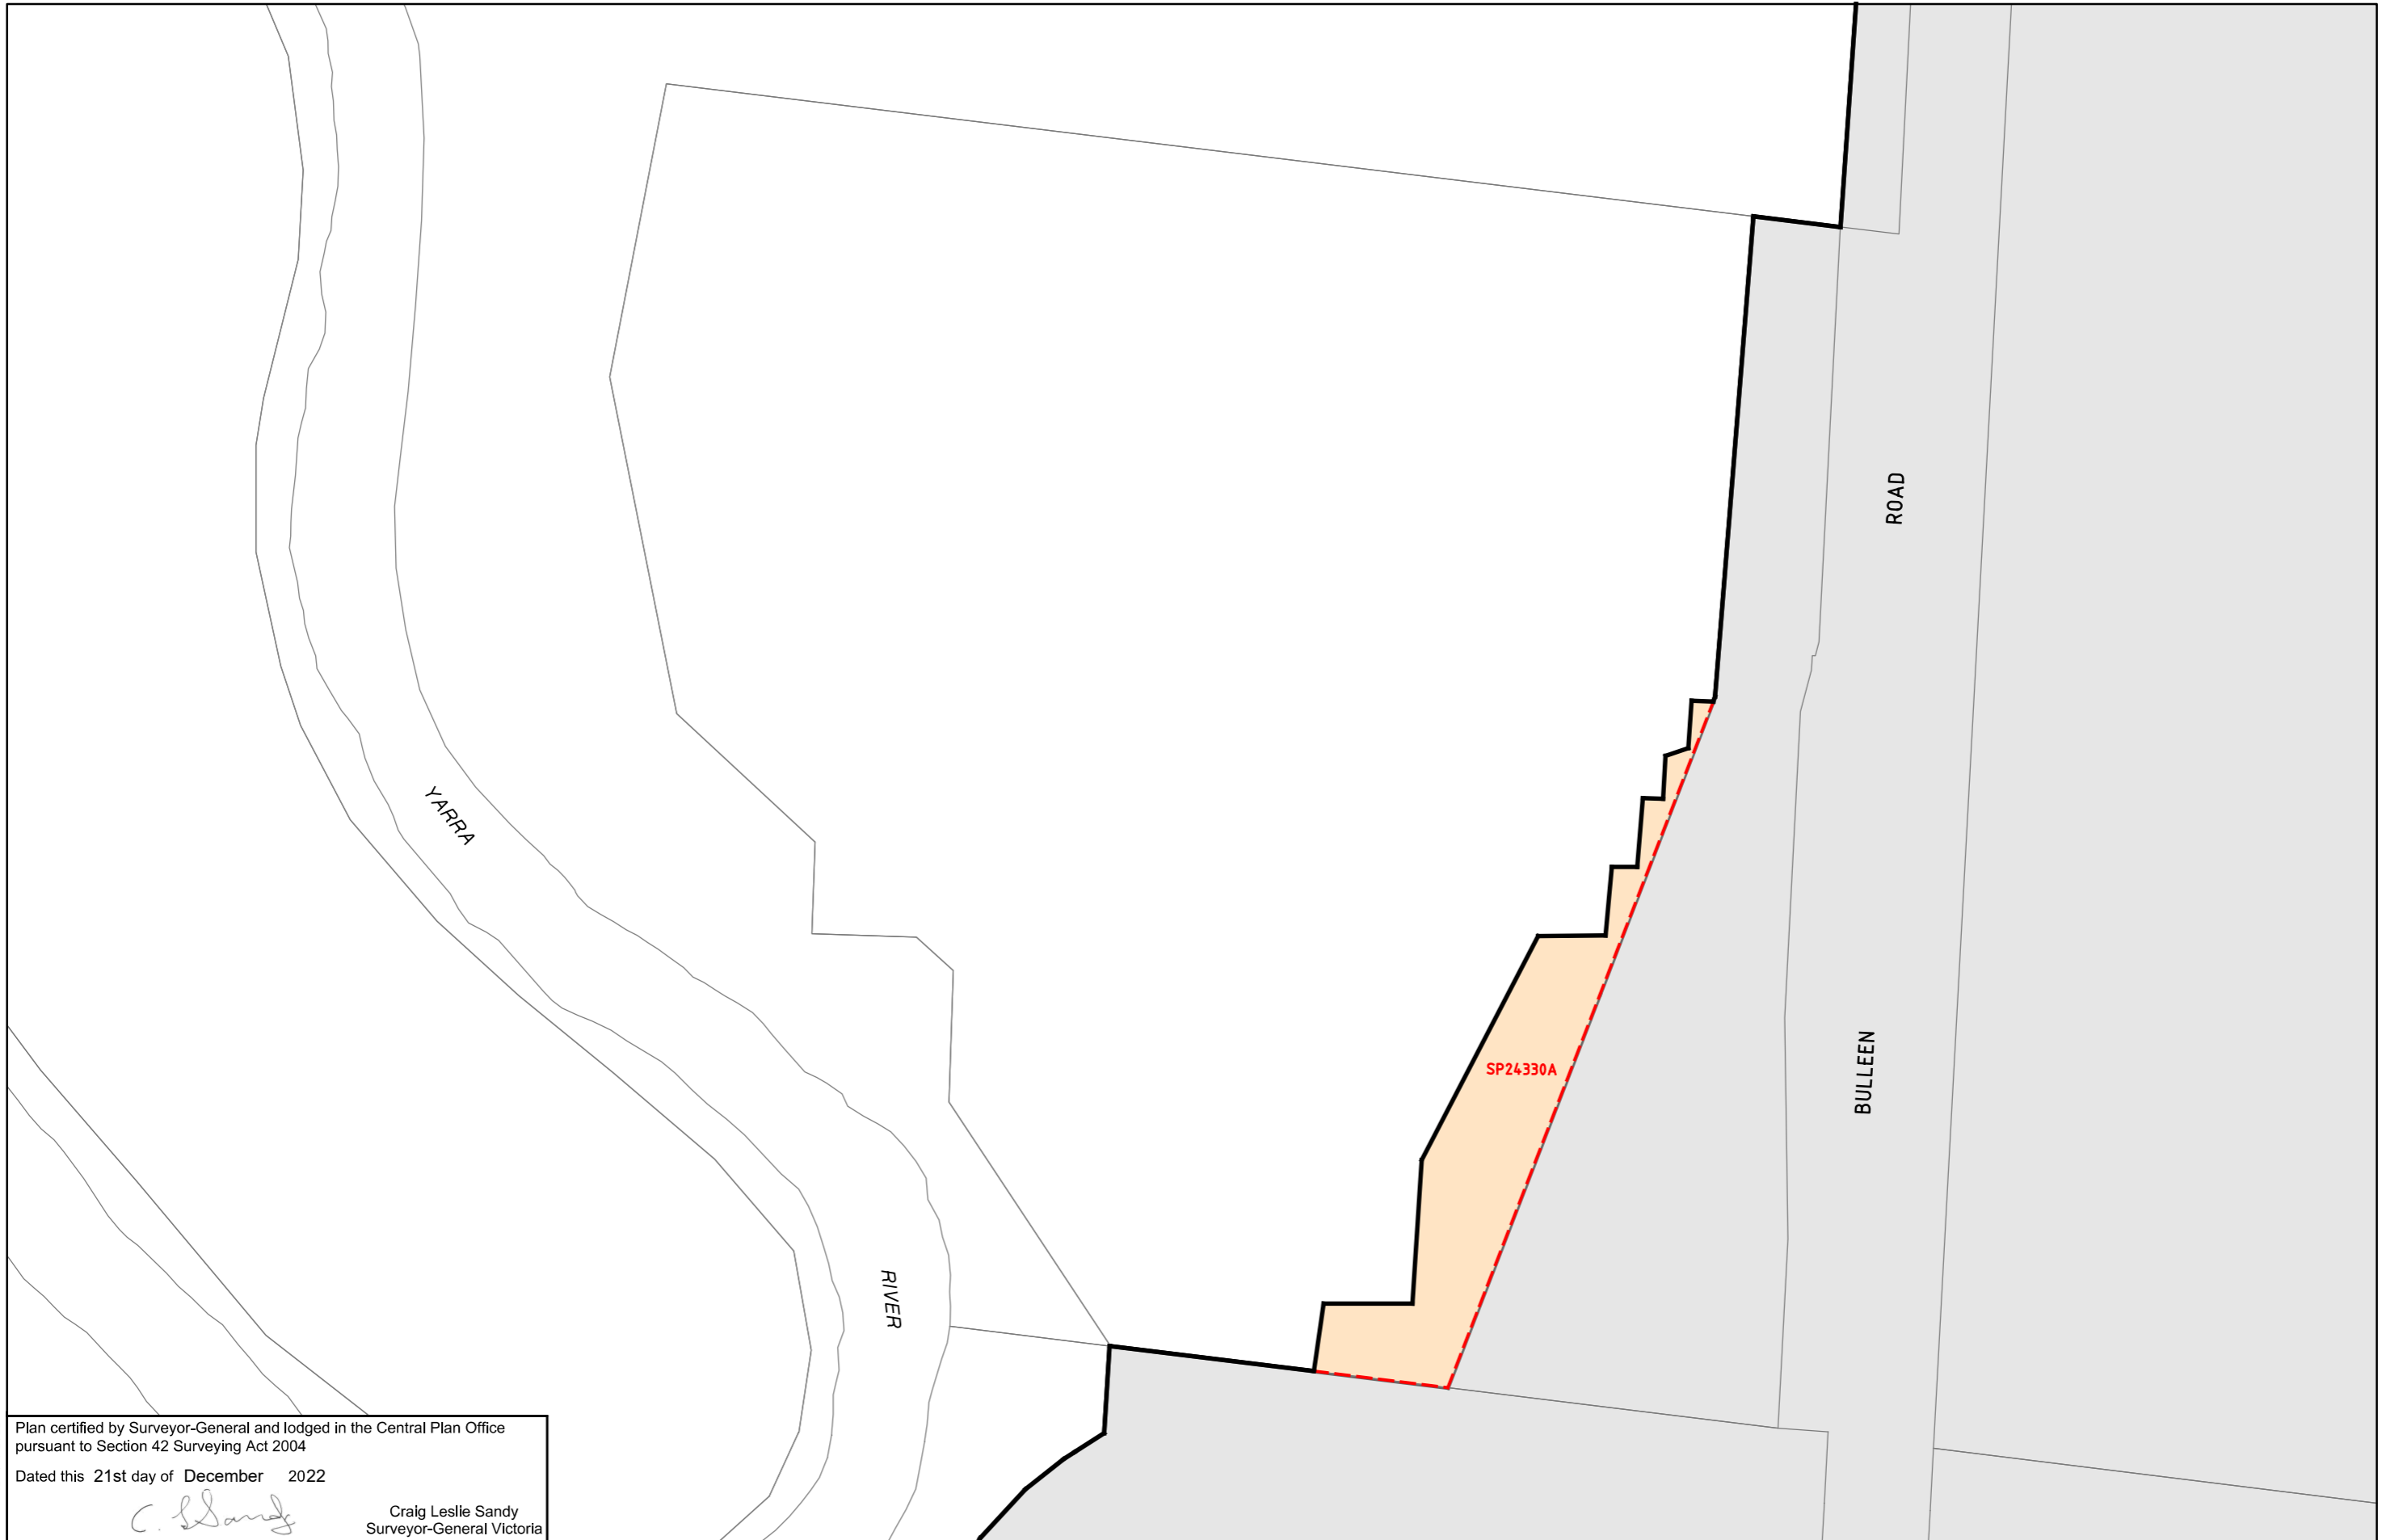 ROAD
YARRA
BULLEEN
SP24330A
RIVER
Plan certified by Surveyor-General and lodged in the Central Plan Office
pursuant to Section 42 Surveying Act 2004
Dated this 21st day of December 2022
C. L Sandy
Craig Leslie Sandy
Surveyor-General Victoria